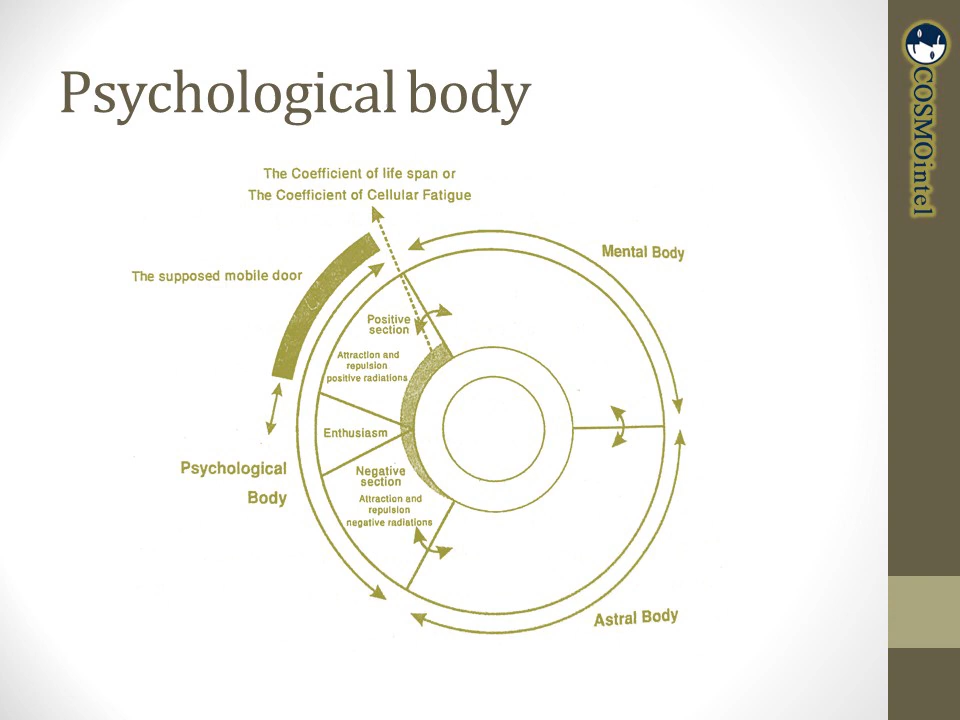 Psychological body
COSMOintel
The Coefficient of life span or
The Coefficient of Cellular Fatigue
Mental Body
The supposed mobile door
Positive
section
Attraction and
repulsion
positive radiations
Enthusiasm
Psychological
Body
Negative
section
Attraction and
repulsion
negative radiations
Astral Body